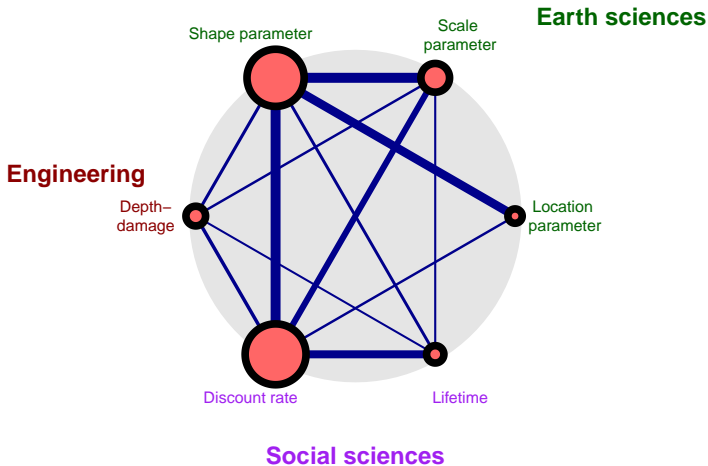 Earth sciences
Shape parameter
Scale
parameter
Engineering
Depth−
damage
Location
parameter
Discount rate
Lifetime
Social sciences